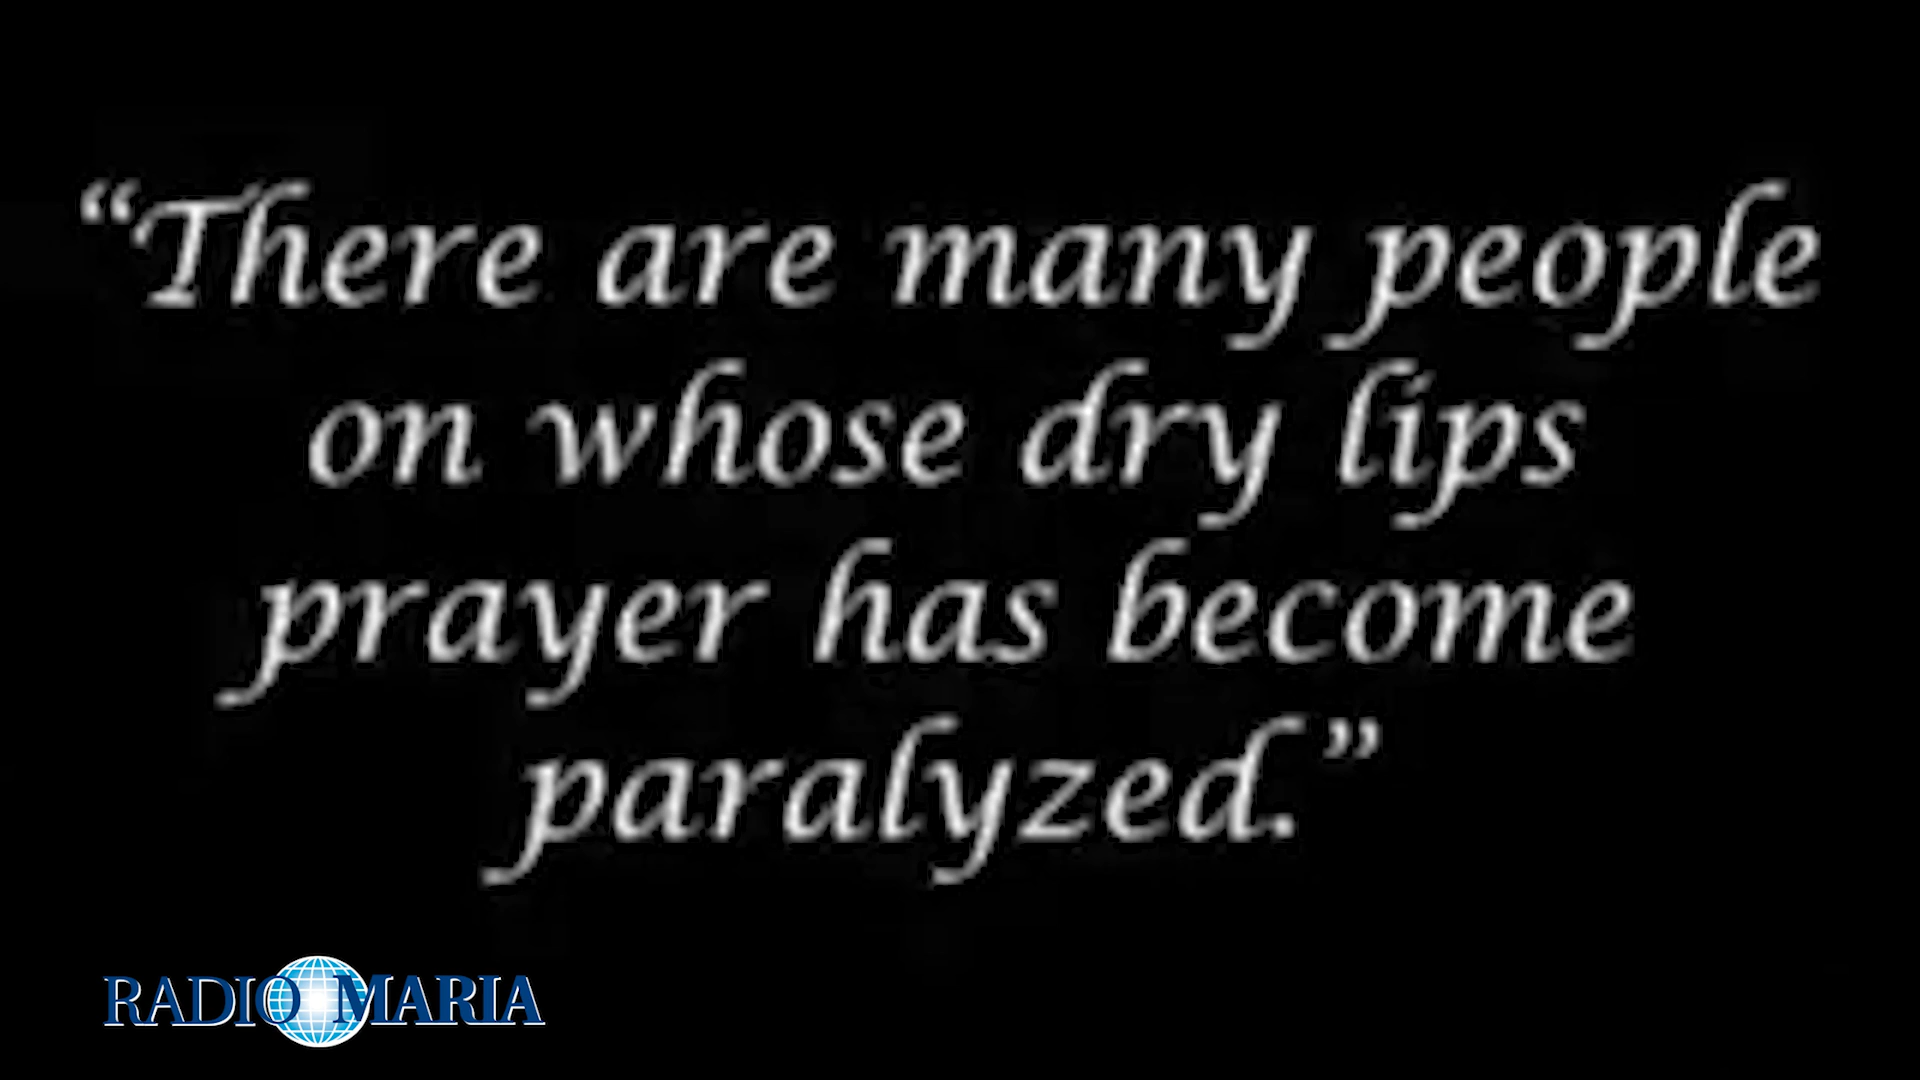 “There are many people
on whose dry lips
prayer has become
paralyzed.”
RADIO MARIA